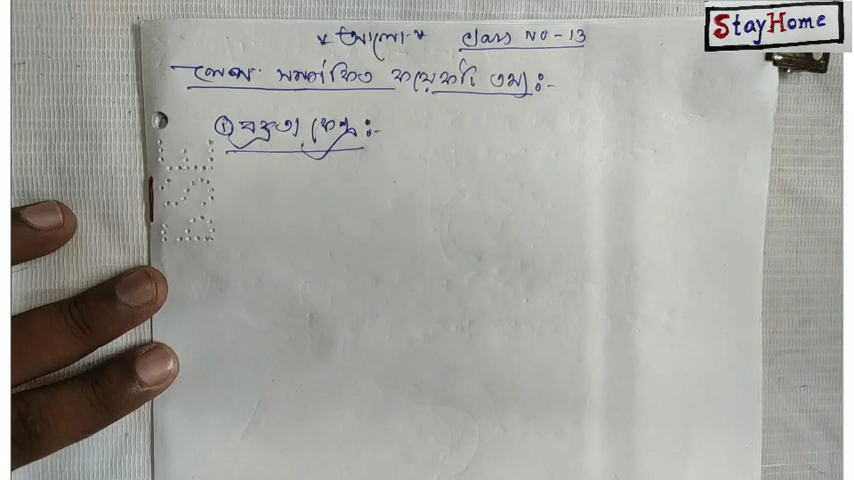 StayHome
* আলো * Class NO - 13
লেন্স সম্পর্কিত কয়েকটি তথ্য :-
① বক্রতা কেন্দ্র :-
B.S.E.